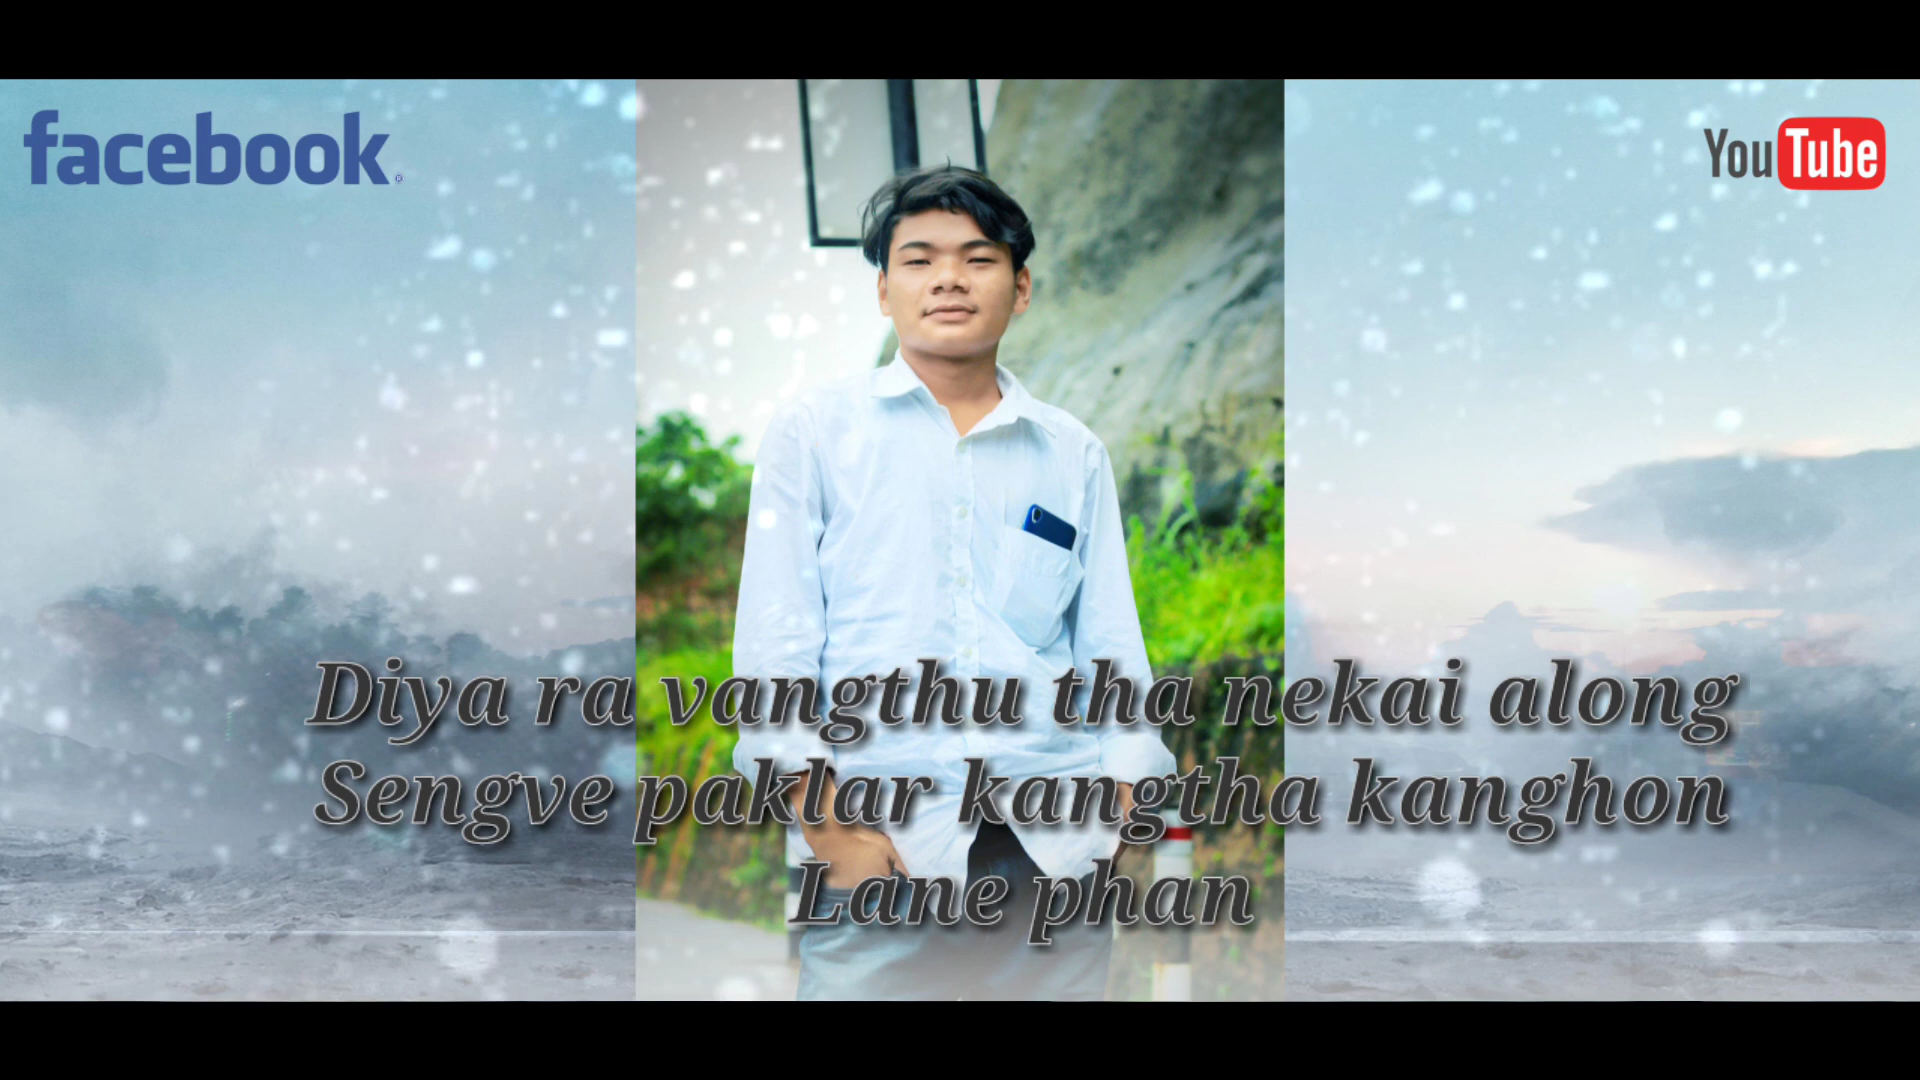 facebook
YouTube
Diya ra vangthu tha nekai along
Sengve paklar kangtha kanghon
Lane phan